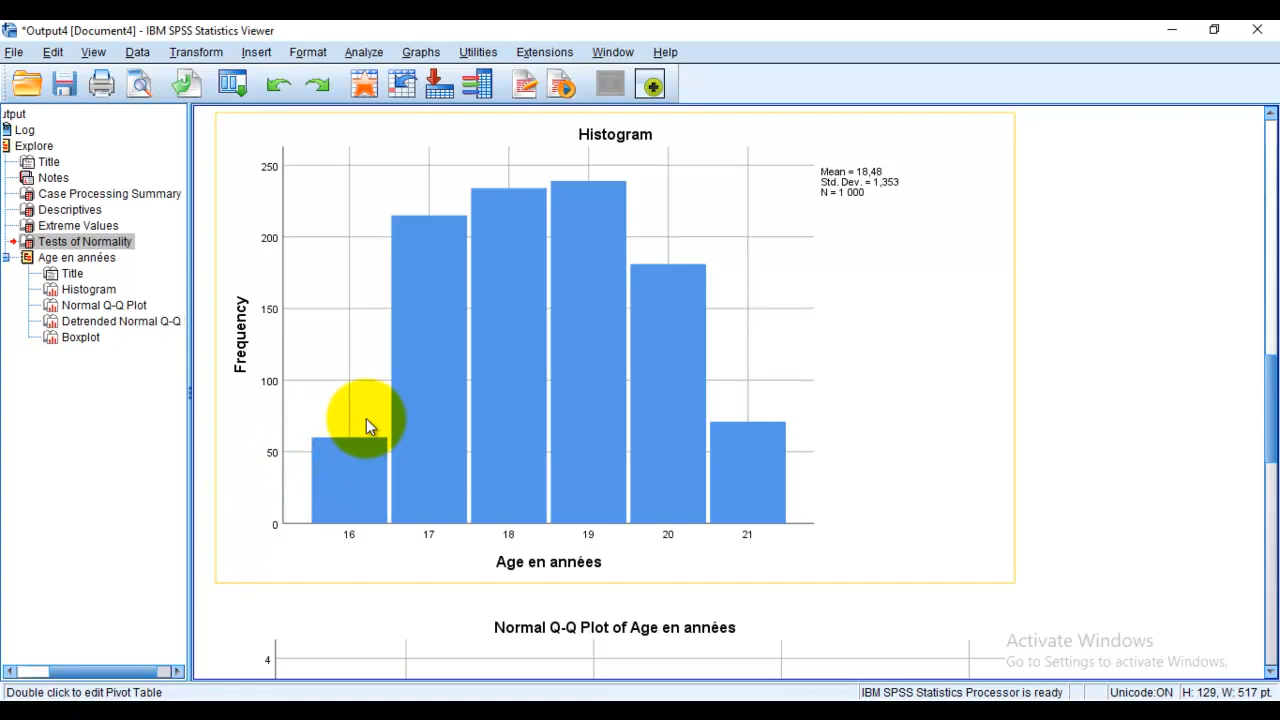 *Output4 [Document4] - IBM SPSS Statistics Viewer
File Edit View Data Transform Insert Format Analyze Graphs Utilities Extensions Window Help
utput
Log
Explore
Title
Notes
Case Processing Summary
Descriptives
Extreme Values
Tests of Normality
Age en années
Title
Histogram
Normal Q-Q Plot
Detrended Normal Q-Q
Boxplot
Histogram
Mean = 18,48
Std. Dev. = 1,353
N = 1 000
Frequency
250
200
150
100
50
0
16 17 18 19 20 21
Age en années
Normal Q-Q Plot of Age en années
4
Activate Windows
Go to Settings to activate Windows.
Double click to edit Pivot Table
IBM SPSS Statistics Processor is ready Unicode:ON H: 129, W: 517 pt.